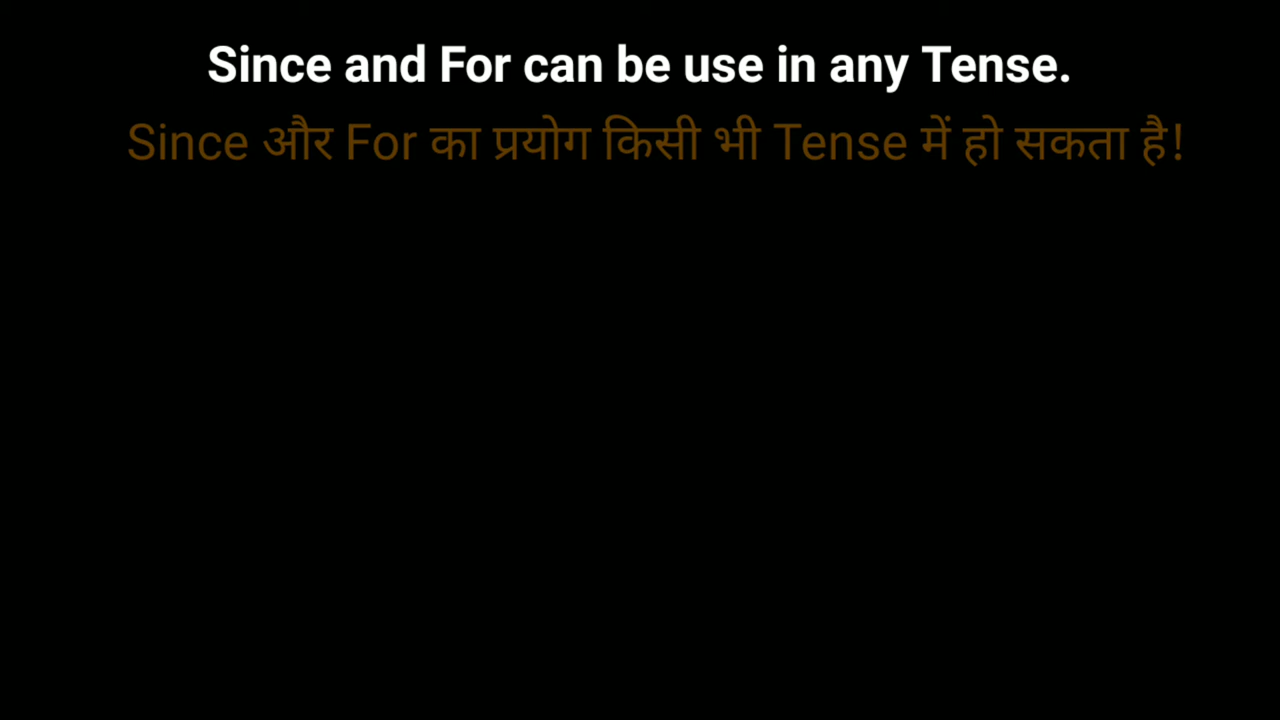 Since and For can be use in any Tense.
Since और For का प्रयोग किसी भी Tense में हो सकता है!